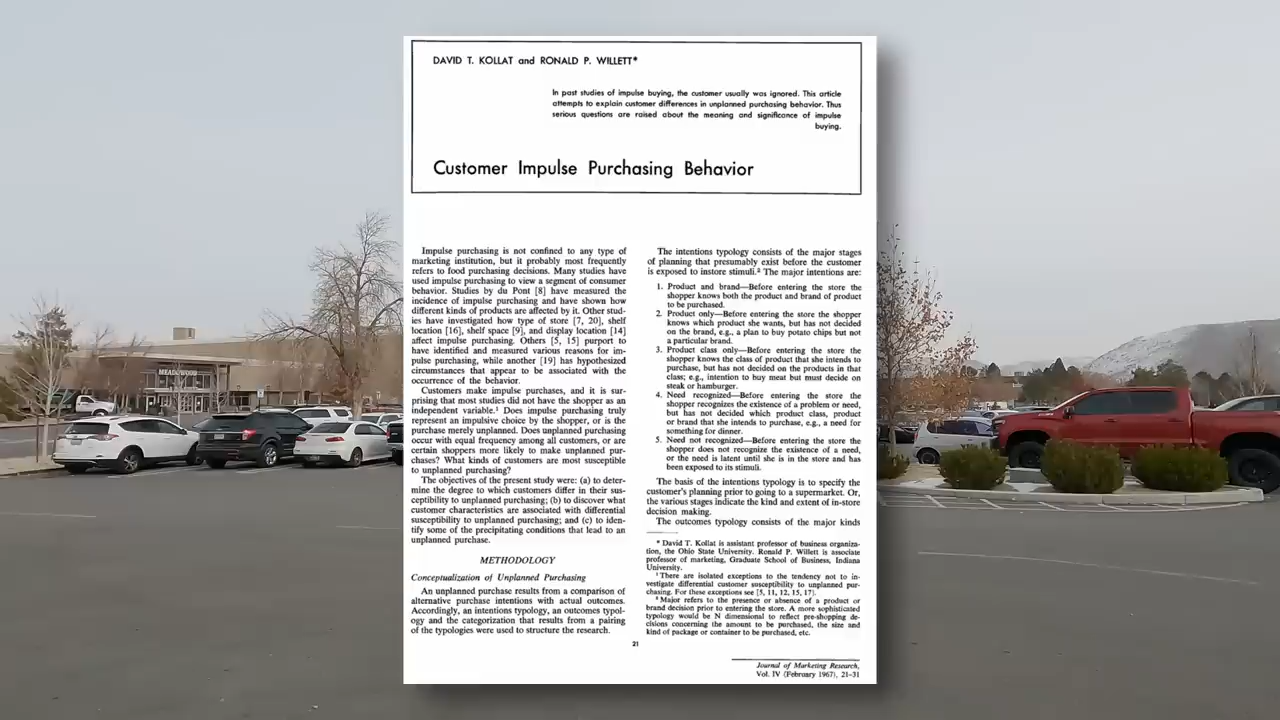 DAVID T. KOLLAT and RONALD P. WILLETT*
In past studies of impulse buying, the customer usually was ignored. This article
attempts to explain customer differences in unplanned purchasing behavior. Thus
serious questions are raised about the meaning and significance of impulse
buying.
Customer Impulse Purchasing Behavior
Impulse purchasing is not confined to any type of
marketing institution, but it probably most frequently
refers to food purchasing decisions. Many studies have
used impulse purchasing to view a segment of consumer
behavior. Studies by du Pont [8] have measured the
incidence of impulse purchasing and have shown how
different kinds of products are affected by it. Other stud-
ies have investigated how type of store [7, 20], shelf
location [16], shelf space [9], and display location [14]
affect impulse purchasing. Others [5, 15] purport to
have identified and measured various reasons for im-
pulse purchasing, while another [19] has hypothesized
circumstances that appear to be associated with the
occurrence of the behavior.
Customers make impulse purchases, and it is sur-
prising that most studies did not have the shopper as an
independent variable.¹ Does impulse purchasing truly
represent an impulsive choice by the shopper, or is the
purchase merely unplanned. Does unplanned purchasing
occur with equal frequency among all customers, or are
certain shoppers more likely to make unplanned pur-
chases? What kinds of customers are most susceptible
to unplanned purchasing?
The objectives of the present study were: (a) to deter-
mine the degree to which customers differ in their sus-
ceptibility to unplanned purchasing; (b) to discover what
customer characteristics are associated with differential
susceptibility to unplanned purchasing; and (c) to iden-
tify some of the precipitating conditions that lead to an
unplanned purchase.
METHODOLOGY
Conceptualization of Unplanned Purchasing
An unplanned purchase results from a comparison of
alternative purchase intentions with actual outcomes.
Accordingly, an intentions typology, an outcomes typol-
ogy and the categorization that results from a pairing
of the typologies were used to structure the research.
The intentions typology consists of the major stages
of planning that presumably exist before the customer
is exposed to instore stimuli.² The major intentions are:
1. Product and brand—Before entering the store the
shopper knows both the product and brand of product
to be purchased.
2. Product only—Before entering the store the shopper
knows which product she wants, but has not decided
on the brand, e.g., a plan to buy potato chips but not
a particular brand.
3. Product class only—Before entering the store the
shopper knows the class of product that she intends to
purchase, but has not decided on the products in that
class; e.g., intention to buy meat but must decide on
steak or hamburger.
4. Need recognized—Before entering the store the
shopper recognizes the existence of a problem or need,
but has not decided which product class, product
or brand that she intends to purchase, e.g., a need for
something for dinner.
5. Need not recognized—Before entering the store the
shopper does not recognize the existence of a need,
or the need is latent until she is in the store and has
been exposed to its stimuli.
The basis of the intentions typology is to specify the
customer's planning prior to going to a supermarket. Or,
the various stages indicate the kind and extent of in-store
decision making.
The outcomes typology consists of the major kinds
* David T. Kollat is assistant professor of business organiza-
tion, the Ohio State University. Ronald P. Willett is associate
professor of marketing, Graduate School of Business, Indiana
University.
¹ There are isolated exceptions to the tendency not to in-
vestigate differential customer susceptibility to unplanned pur-
chasing. For these exceptions see [5, 11, 12, 15, 17].
² Major refers to the presence or absence of a product or
brand decision prior to entering the store. A more sophisticated
typology would be N dimensional to reflect pre-shopping de-
cisions concerning the amount to be purchased, the size and
kind of package or container to be purchased, etc.
21
Journal of Marketing Research,
Vol. IV (February 1967), 21–31
MEADOWOOD